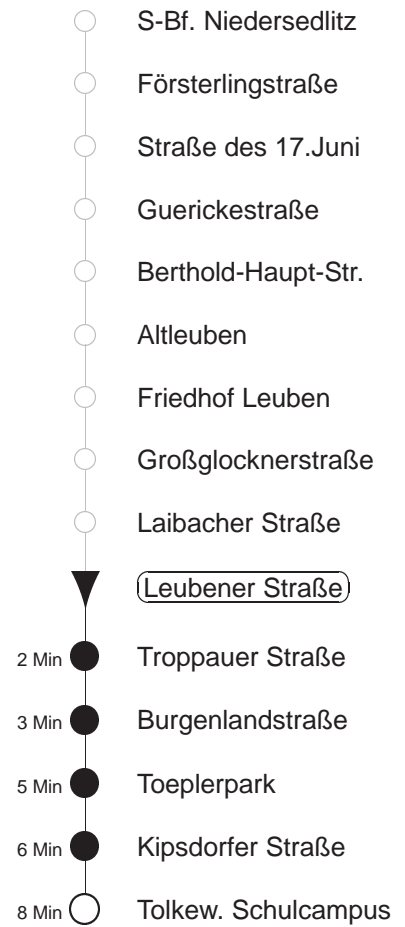 S-Bf. Niedersedlitz
Försterlingstraße
Straße des 17.Juni
Guerickestraße
Berthold-Haupt-Str.
Altleuben
Friedhof Leuben
Großglocknerstraße
Laibacher Straße
Leubener Straße
2 Min Troppauer Straße
3 Min Burgenlandstraße
5 Min Toeplerpark
6 Min Kipsdorfer Straße
8 Min Tolkew. Schulcampus